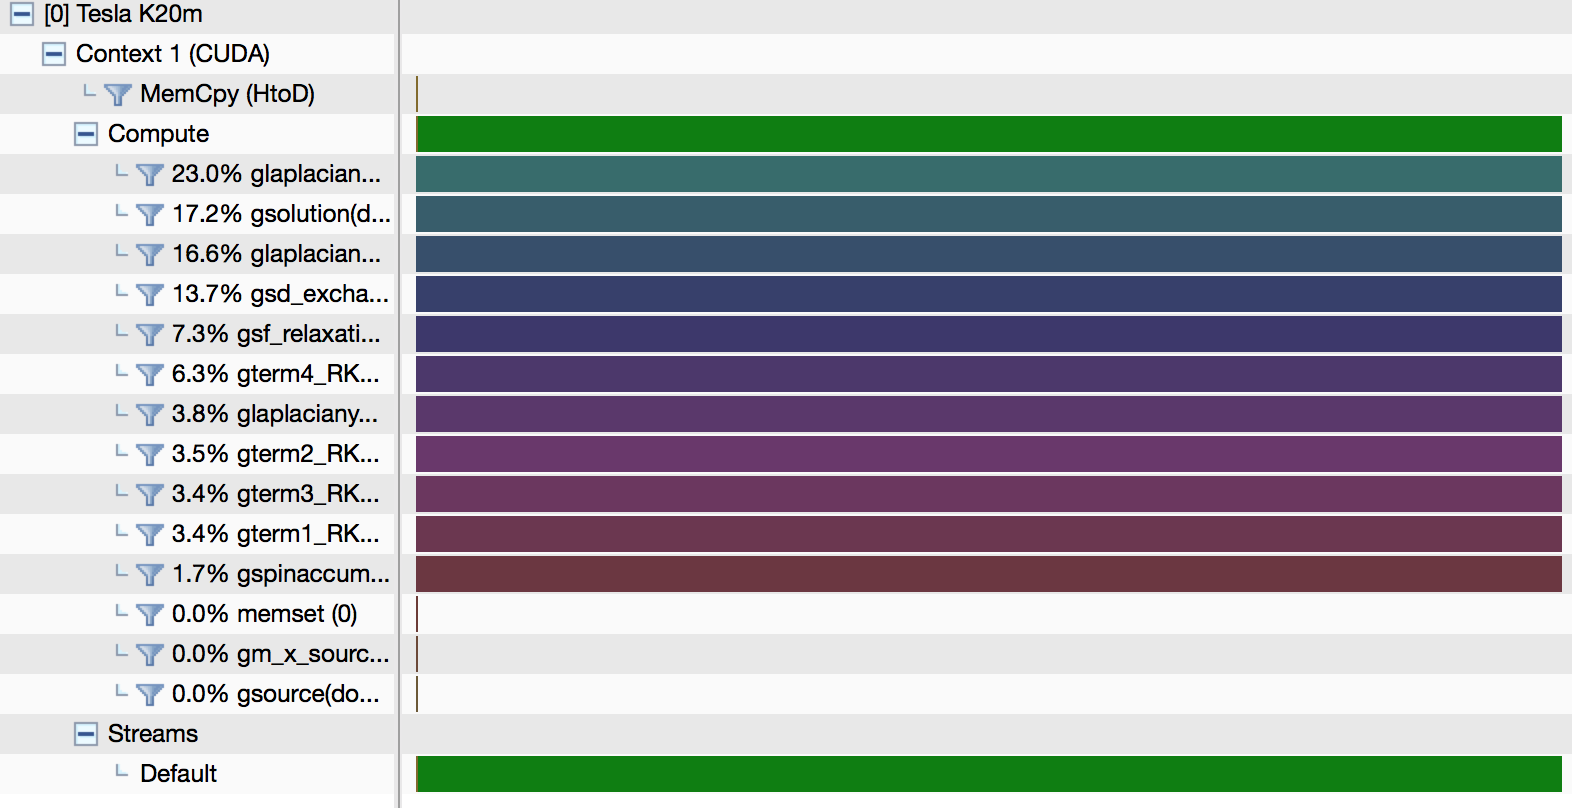 [0] Tesla K20m
Context 1 (CUDA)
MemCpy (HtoD)
Compute
23.0% glaplacian...
17.2% gsolution(d...
16.6% glaplacian...
13.7% gsd_excha...
7.3% gsf_relaxati...
6.3% gterm4_RK...
3.8% glaplaciany...
3.5% gterm2_RK...
3.4% gterm3_RK...
3.4% gterm1_RK...
1.7% gspinaccum...
0.0% memset (0)
0.0% gm_x_sourc...
0.0% gsource(do...
Streams
Default